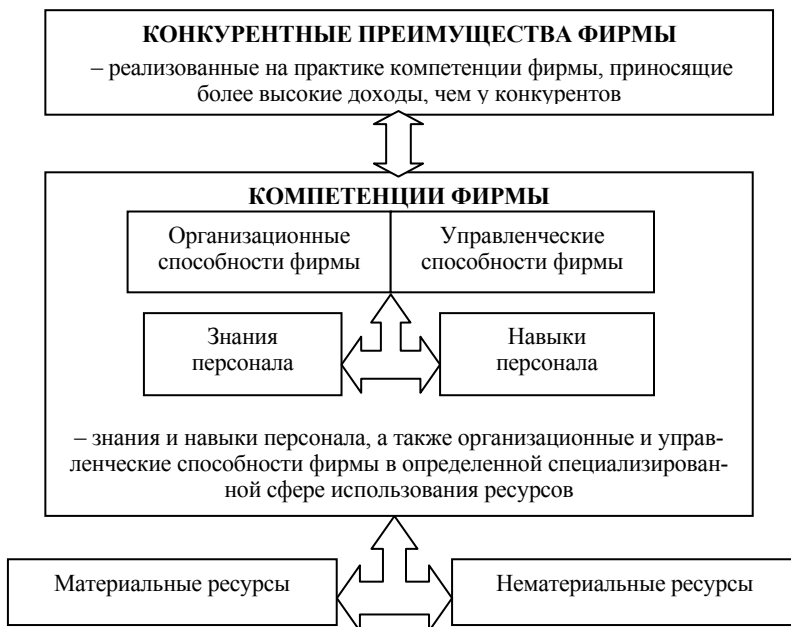 КОНКУРЕНТНЫЕ ПРЕИМУЩЕСТВА ФИРМЫ
– реализованные на практике компетенции фирмы, приносящие
более высокие доходы, чем у конкурентов
КОМПЕТЕНЦИИ ФИРМЫ
Организационные
способности фирмы
Управленческие
способности фирмы
Знания
персонала
Навыки
персонала
– знания и навыки персонала, а также организационные и управ-
ленческие способности фирмы в определенной специализирован-
ной сфере использования ресурсов
Материальные ресурсы
Нематериальные ресурсы